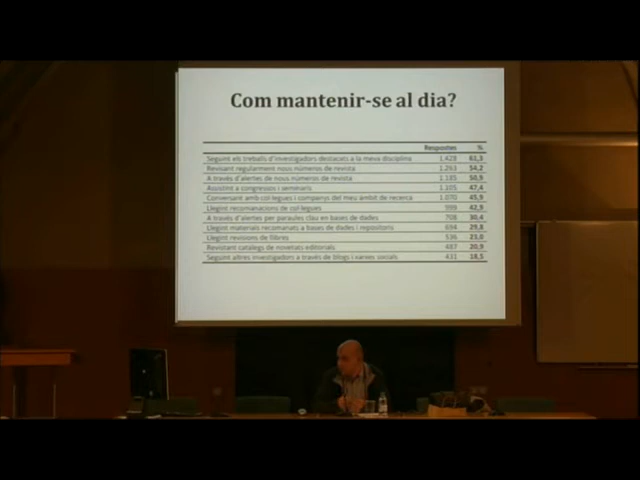 Com mantenir-se al dia?
Respostes %
Seguint els treballs d'investigadors destacats a la meva disciplina 1.428 61,3
Revisant regularment nous números de revista 1.263 54,2
A través d'alertes de nous números de revista 1.185 50,9
Assistint a congressos i seminaris 1.105 47,4
Conversant amb col·legues i companys del meu àmbit de recerca 1.070 45,9
Llegint recomanacions de col·legues 999 42,9
A través d'alertes per paraules clau en bases de dades 708 30,4
Llegint materials recomanats a bases de dades i repositoris 694 29,8
Llegint revisions de llibres 536 23,0
Revistant catàlegs de novetats editorials 487 20,9
Seguint altres investigadors a través de blogs i xarxes socials 431 18,5